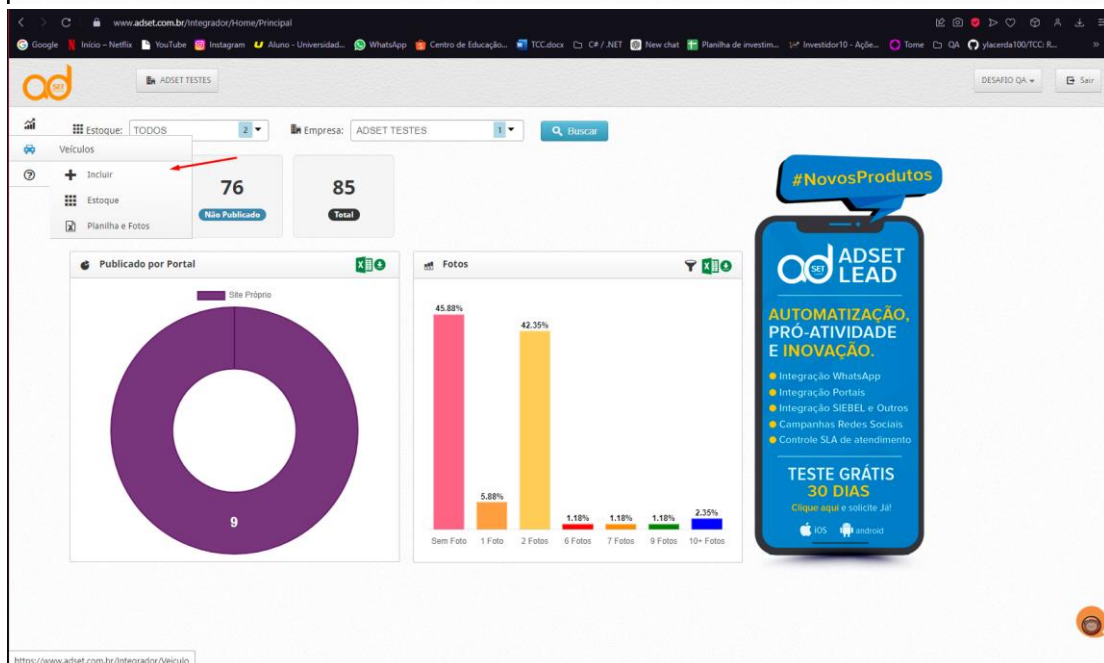 www.adset.com.br/Integrador/Home/Principal
Google Início – Netflix YouTube Instagram Aluno - Universidad... WhatsApp Centro de Educação... TCC.docx C# / .NET New chat Planilha de investim... Investidor10 - Açõe... Tome QA ylacerda100/TCC: R... »
ad SET ADSET TESTES DESAFIO QA Sair
Estoque: TODOS 2 Empresa: ADSET TESTES 1 Buscar
Veículos
Incluir
Estoque
Planilha e Fotos
76
Não Publicado
85
Total
Publicado por Portal
Site Próprio
9
Fotos
45.88%
42.35%
5.88%
1.18% 1.18% 1.18% 2.35%
Sem Foto 1 Foto 2 Fotos 6 Fotos 7 Fotos 9 Fotos 10+ Fotos
#NovosProdutos
ad SET ADSET
LEAD
AUTOMATIZAÇÃO,
PRÓ-ATIVIDADE
E INOVAÇÃO.
Integração WhatsApp
Integração Portais
Integração SIEBEL e Outros
Campanhas Redes Sociais
Controle SLA de atendimento
TESTE GRÁTIS
30 DIAS
Clique aqui e solicite Já!
iOS android
https://www.adset.com.br/Integrador/Veiculo